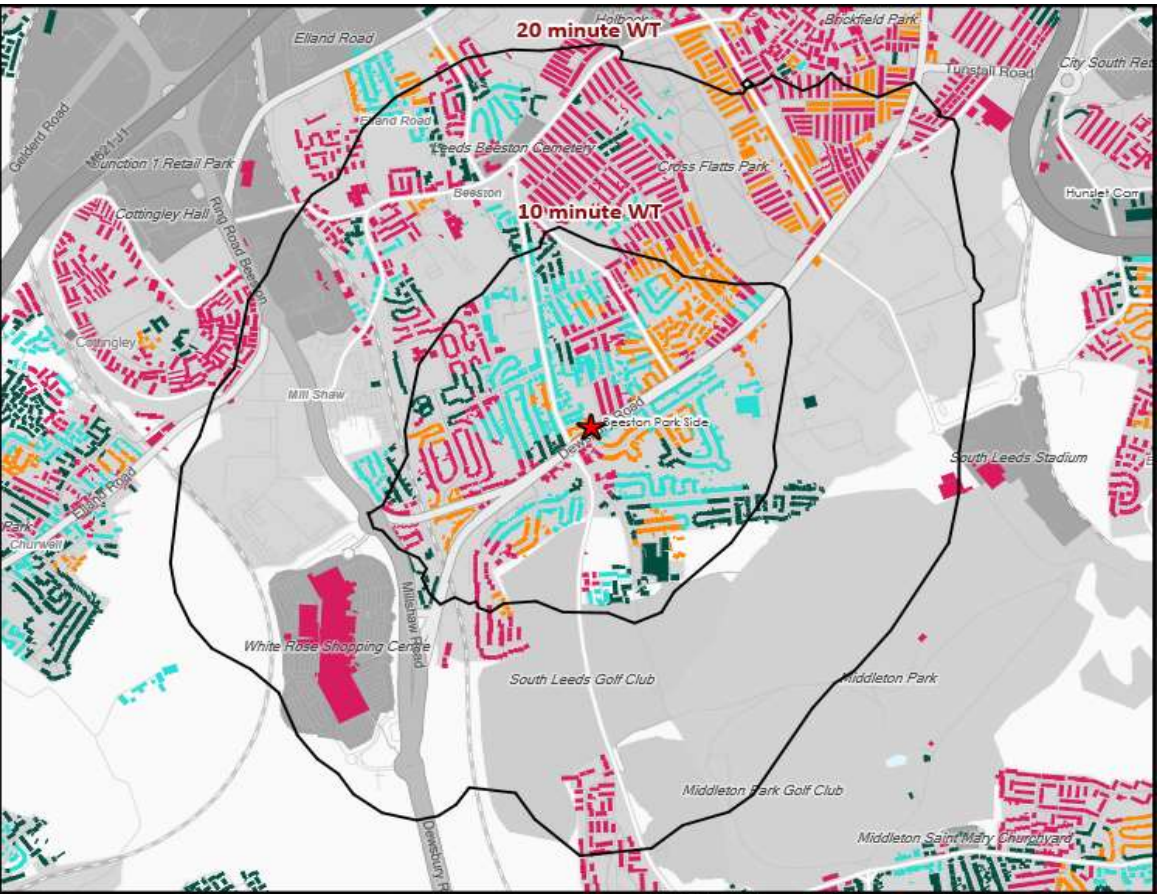 Holbeck
Brickfield Park
20 minute WT
Elland Road
City South Ret
Tunstall Road
Gelderd Road
M621 J1
Elland Road
Junction 1 Retail Park
Leeds Beeston Cemetery
Cross Flatts Park
Beeston
Hunslet Carr
Cottingley Hall
10 minute WT
Ring Road Beeston
Cottingley
Mill Shaw
Beeston Park Side
Road
South Leeds Stadium
Elland Road
Park
Churwell
Millshaw Road
White Rose Shopping Centre
South Leeds Golf Club
Middleton Park
Middleton Park Golf Club
Dewsbury R
Middleton Saint Mary Churchyard